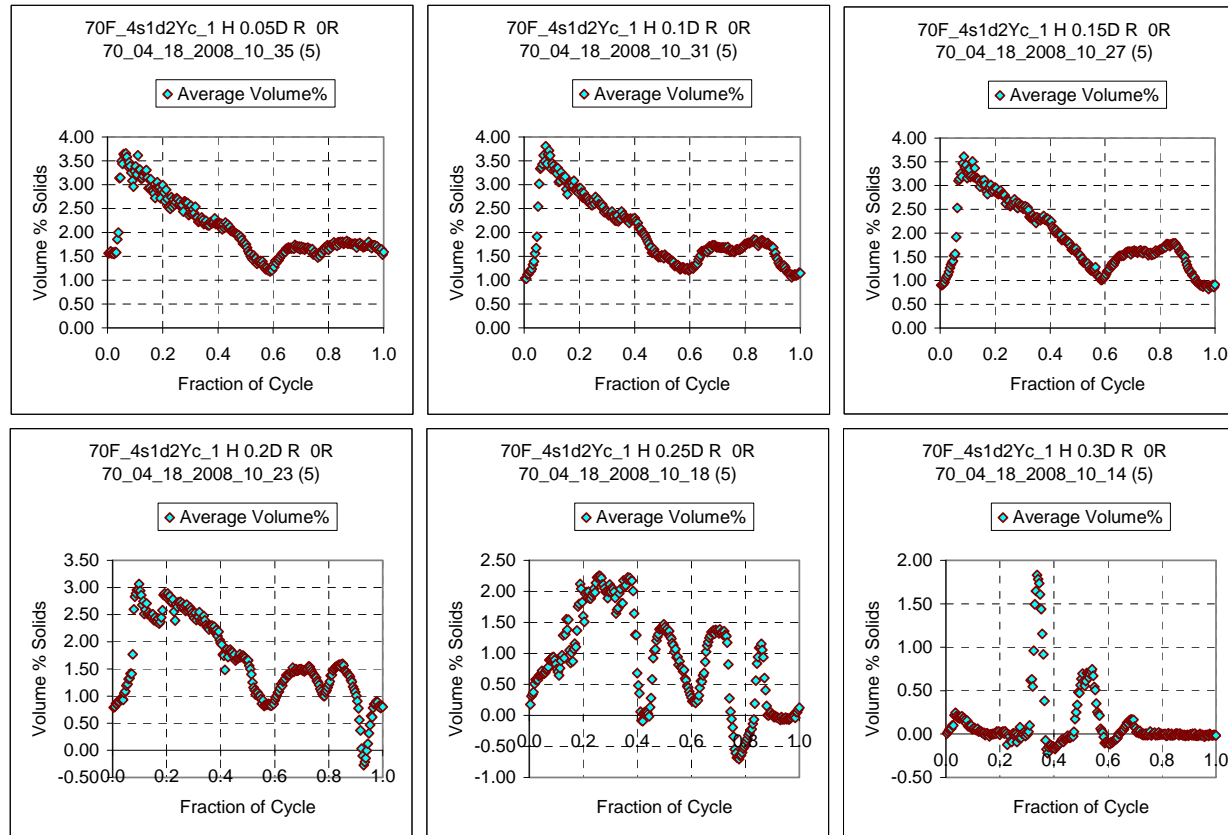 70F_4s1d2Yc_1 H 0.05D R 0R
70_04_18_2008_10_35 (5)
Average Volume%
Volume % Solids
4.00
3.50
3.00
2.50
2.00
1.50
1.00
0.50
0.00
0.0 0.2 0.4 0.6 0.8 1.0
Fraction of Cycle
70F_4s1d2Yc_1 H 0.1D R 0R
70_04_18_2008_10_31 (5)
Average Volume%
Volume % Solids
4.00
3.50
3.00
2.50
2.00
1.50
1.00
0.50
0.00
0.0 0.2 0.4 0.6 0.8 1.0
Fraction of Cycle
70F_4s1d2Yc_1 H 0.15D R 0R
70_04_18_2008_10_27 (5)
Average Volume%
Volume % Solids
4.00
3.50
3.00
2.50
2.00
1.50
1.00
0.50
0.00
0.0 0.2 0.4 0.6 0.8 1.0
Fraction of Cycle
70F_4s1d2Yc_1 H 0.2D R 0R
70_04_18_2008_10_23 (5)
Average Volume%
Volume % Solids
3.50
3.00
2.50
2.00
1.50
1.00
0.50
0.00
-0.50
0.0 0.2 0.4 0.6 0.8 1.0
Fraction of Cycle
70F_4s1d2Yc_1 H 0.25D R 0R
70_04_18_2008_10_18 (5)
Average Volume%
Volume % Solids
2.50
2.00
1.50
1.00
0.50
0.00
-0.50
-1.00
0.0 0.2 0.4 0.6 0.8 1.0
Fraction of Cycle
70F_4s1d2Yc_1 H 0.3D R 0R
70_04_18_2008_10_14 (5)
Average Volume%
Volume % Solids
2.00
1.50
1.00
0.50
0.00
-0.50
0.0 0.2 0.4 0.6 0.8 1.0
Fraction of Cycle